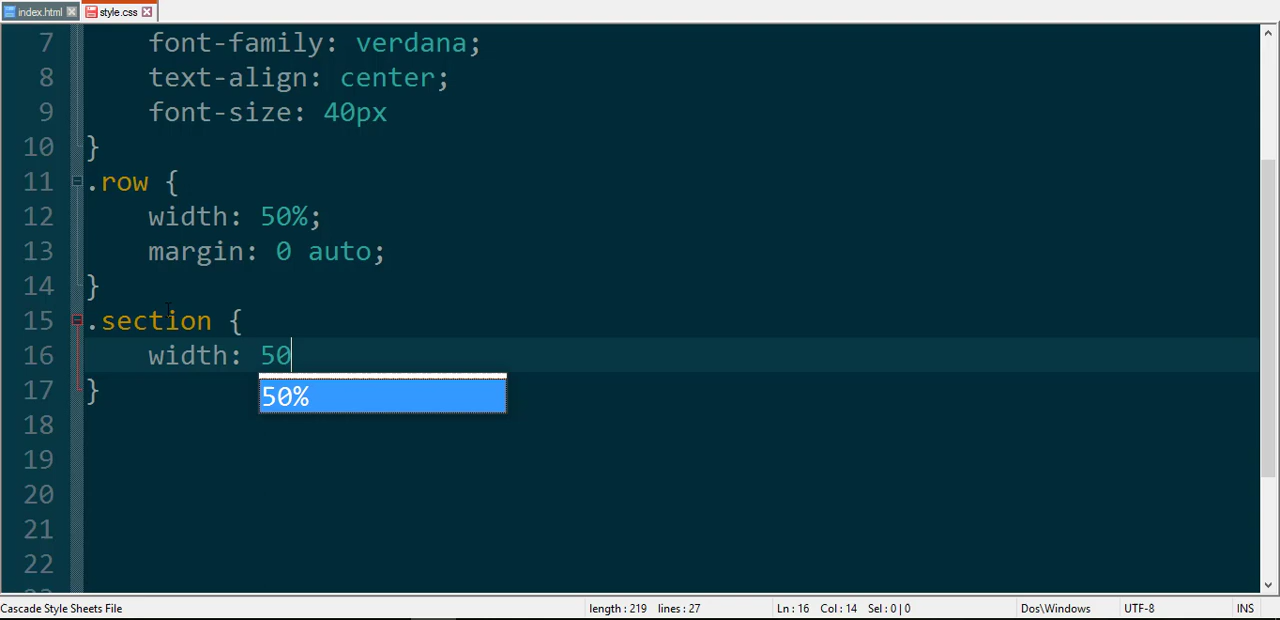 index.html style.css
7 font-family: verdana;
8 text-align: center;
9 font-size: 40px
10 }
11 .row {
12 width: 50%;
13 margin: 0 auto;
14 }
15 .section {
16 width: 50
50%
17 }
18
19
20
21
22
Cascade Style Sheets File length : 219 lines : 27 Ln : 16 Col : 14 Sel : 0 | 0 Dos\Windows UTF-8 INS